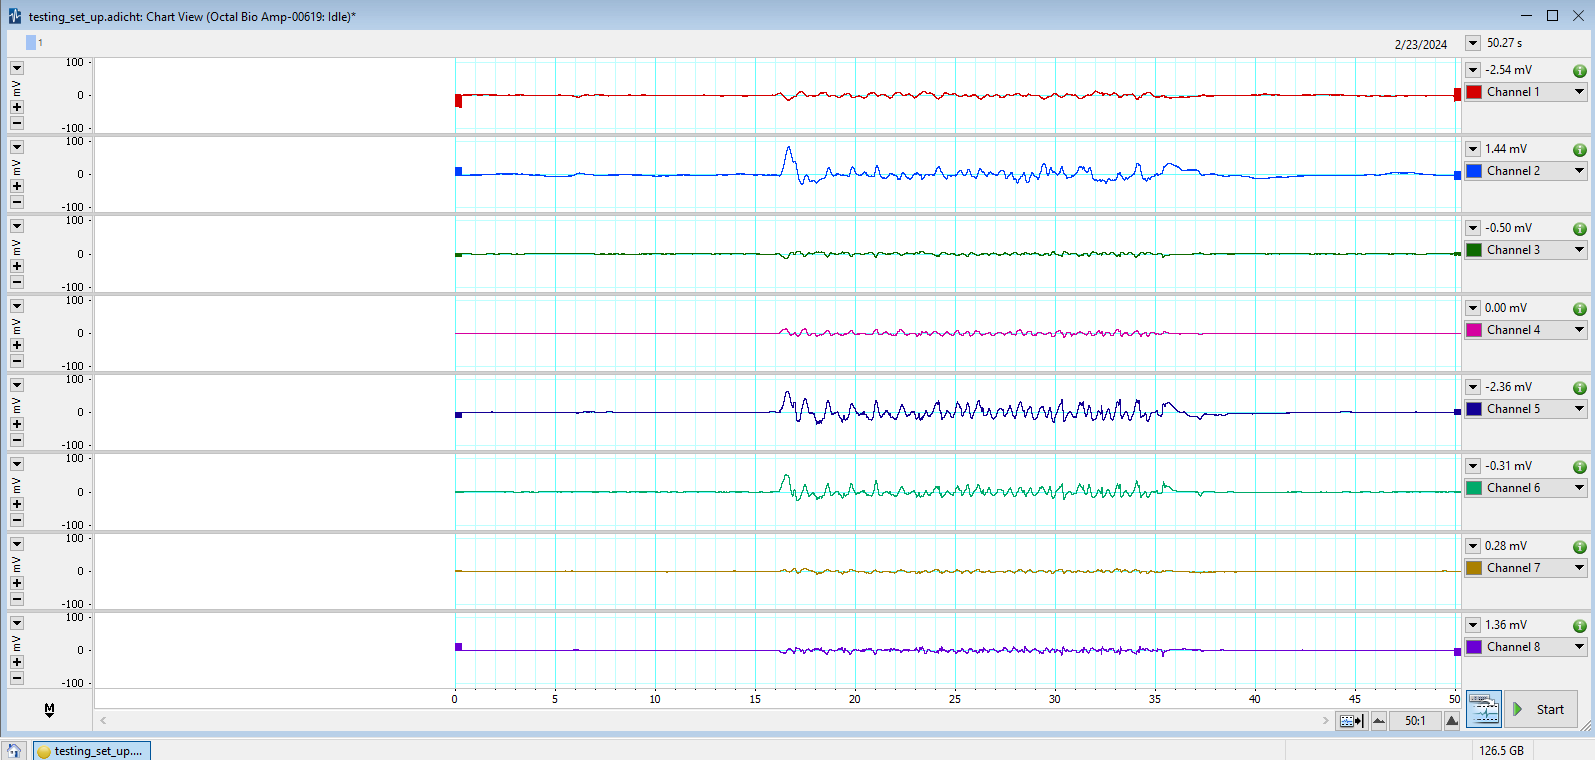 testing_set_up.adicht: Chart View (Octal Bio Amp-00619: Idle)*
1
2/23/2024
50.27 s
100
mV
0
-100
-2.54 mV
Channel 1
100
mV
0
-100
1.44 mV
Channel 2
100
mV
0
-100
-0.50 mV
Channel 3
100
mV
0
-100
0.00 mV
Channel 4
100
mV
0
-100
-2.36 mV
Channel 5
100
mV
0
-100
-0.31 mV
Channel 6
100
mV
0
-100
0.28 mV
Channel 7
100
mV
0
-100
1.36 mV
Channel 8
0 5 10 15 20 25 30 35 40 45 50
M
50:1
Start
testing_set_up....
126.5 GB